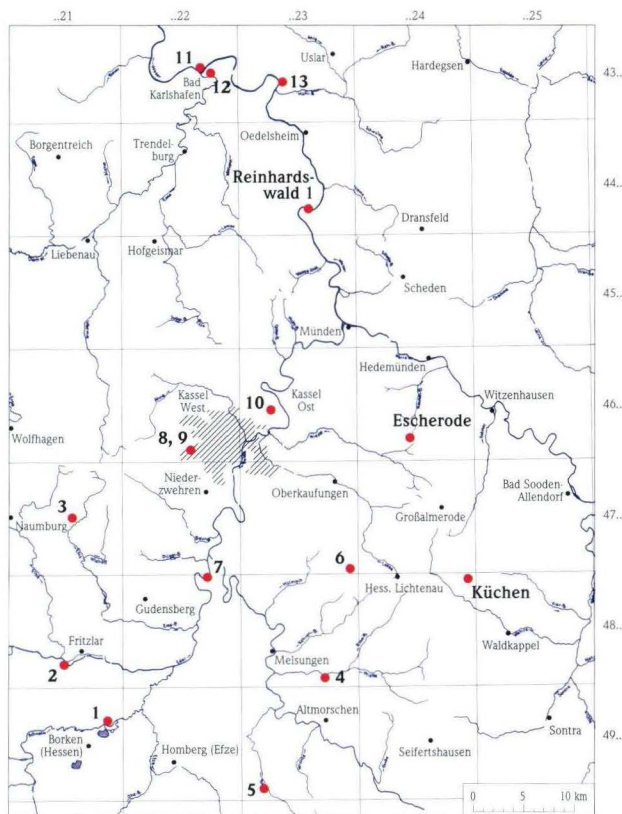 ..21
..22
..23
..24
..25
11
Bad
Karlshafen
12
13
Uslar
Hardegsen
43..
Borgentreich
Trendel-
burg
Oedelsheim
Reinhards-
wald 1
44..
Dransfeld
Liebenau
Hofgeismar
Scheden
45..
Münden
Hedemünden
Kassel
West
10
Kassel
Ost
Witzenhausen
46..
Escherode
Wolfhagen
8, 9
Nieder-
zwehren
Oberkaufungen
Bad Sooden-
Allendorf
3
Naumburg
Großalmerode
47..
7
6
Hess. Lichtenau
Küchen
Gudensberg
48..
Waldkappel
Fritzlar
2
Melsungen
4
1
Altmorschen
Sontra
49..
Borken
(Hessen)
Homberg (Efze)
Seifertshausen
5
0
10 km